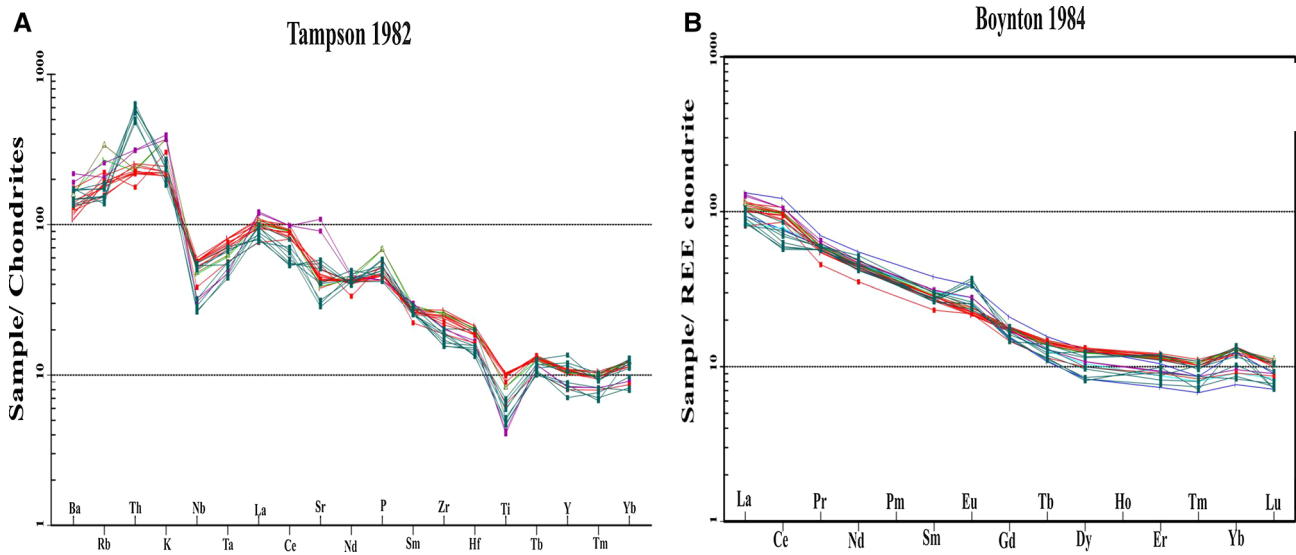 A
Tampson 1982
Sample/ Chondrites
1000
100
10
1
Ba Th Nb La Sr P Zr Ti Y Yb
Rb K Ta Ce Nd Sm Hf Tb Tm
B
Boynton 1984
Sample/ REE chondrite
1000
100
10
1
La Pr Pm Eu Tb Ho Tm Lu
Ce Nd Sm Gd Dy Er Yb